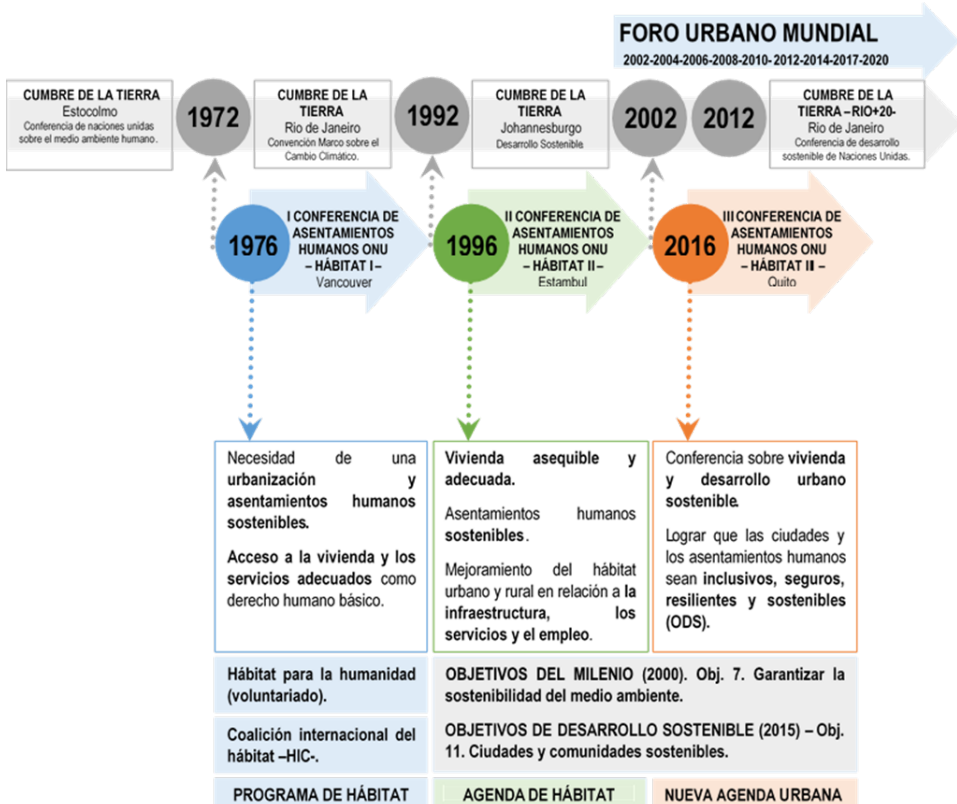 FORO URBANO MUNDIAL
2002-2004-2006-2008-2010- 2012-2014-2017-2020
CUMBRE DE LA TIERRA
Estocolmo
Conferencia de naciones unidas
sobre el medio ambiente humano.
1972
CUMBRE DE LA
TIERRA
Rio de Janeiro
Convención Marco sobre el
Cambio Climático.
1992
CUMBRE DE LA
TIERRA
Johannesburgo
Desarrollo Sostenible
2002
2012
CUMBRE DE LA
TIERRA –RIO+20-
Rio de Janeiro
Conferencia de desarrollo
sostenible de Naciones Unidas.
1976
I CONFERENCIA DE
ASENTAMIENTOS
HUMANOS ONU
– HÁBITAT I –
Vancouver
1996
II CONFERENCIA DE
ASENTAMIENTOS
HUMANOS ONU
– HÁBITAT II –
Estambul
2016
III CONFERENCIA DE
ASENTAMIENTOS
HUMANOS ONU
– HÁBITAT III –
Quito
Necesidad de una
urbanización y
asentamientos humanos
sostenibles.
Acceso a la vivienda y los
servicios adecuados como
derecho humano básico.
Vivienda asequible y
adecuada.
Asentamientos humanos
sostenibles.
Mejoramiento del hábitat
urbano y rural en relación a la
infraestructura, los
servicios y el empleo.
Conferencia sobre vivienda
y desarrollo urbano
sostenible.
Lograr que las ciudades y
los asentamientos humanos
sean inclusivos, seguros,
resilientes y sostenibles
(ODS).
Hábitat para la humanidad
(voluntariado).
Coalición internacional del
hábitat –HIC-.
OBJETIVOS DEL MILENIO (2000). Obj. 7. Garantizar la
sostenibilidad del medio ambiente.
OBJETIVOS DE DESARROLLO SOSTENIBLE (2015) – Obj.
11. Ciudades y comunidades sostenibles.
PROGRAMA DE HÁBITAT
AGENDA DE HÁBITAT
NUEVA AGENDA URBANA